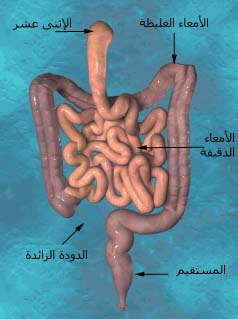 الأمعاء الغليظة
الإثنى عشر
الأمعاء
الدقيقة
الدودة الزائدة
المستقيم